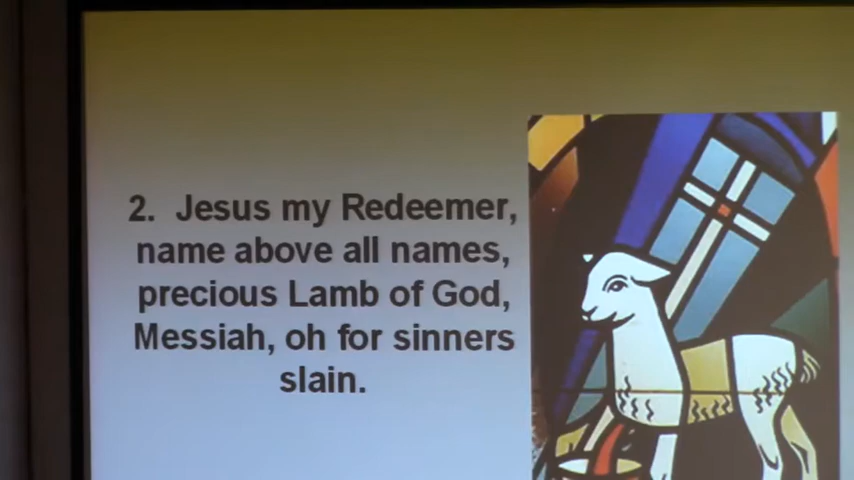 2. Jesus my Redeemer,
name above all names,
precious Lamb of God,
Messiah, oh for sinners
slain.